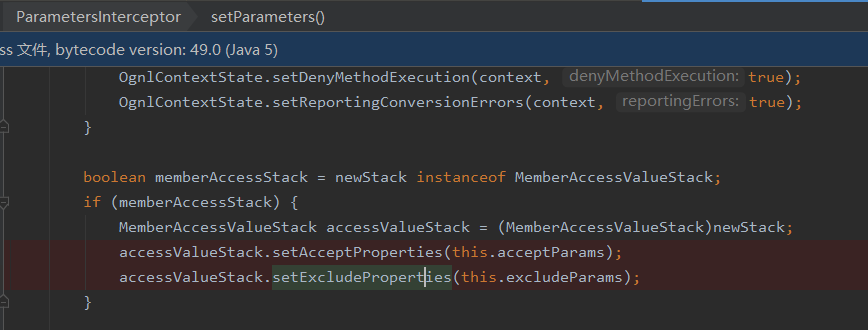 ParametersInterceptor setParameters()
ss 文件, bytecode version: 49.0 (Java 5)
OgnlContextState.setDenyMethodExecution(context, denyMethodExecution: true);
OgnlContextState.setReportingConversionErrors(context, reportingErrors: true);
}
boolean memberAccessStack = newStack instanceof MemberAccessValueStack;
if (memberAccessStack) {
MemberAccessValueStack accessValueStack = (MemberAccessValueStack)newStack;
accessValueStack.setAcceptProperties(this.acceptParams);
accessValueStack.setExcludeProperties(this.excludeParams);
}